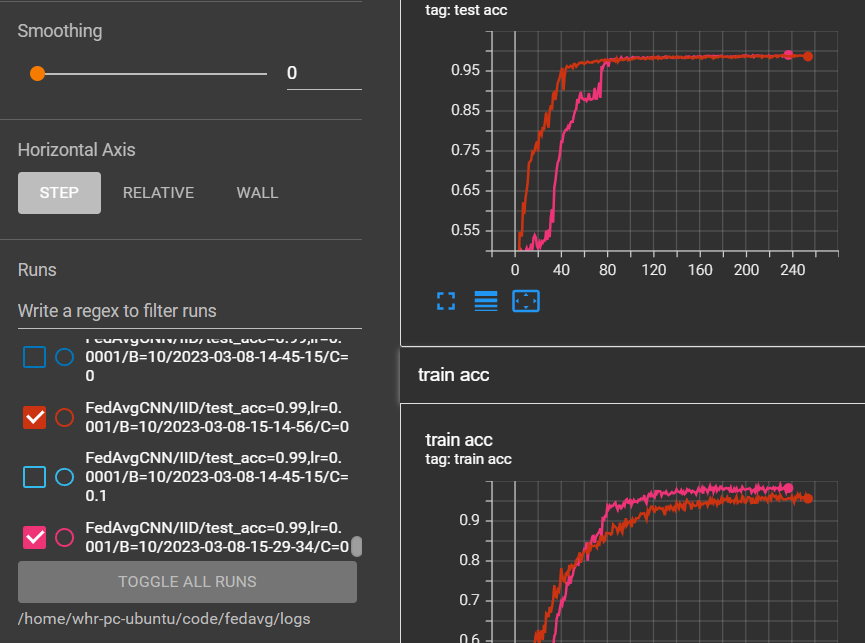 Smoothing
0
Horizontal Axis
STEP
RELATIVE
WALL
Runs
Write a regex to filter runs
FedAvgCNN/IID/test_acc=0.99,lr=0.
0001/B=10/2023-03-08-14-45-15/C=
0
FedAvgCNN/IID/test_acc=0.99,lr=0.
001/B=10/2023-03-08-15-14-56/C=0
FedAvgCNN/IID/test_acc=0.99,lr=0.
0001/B=10/2023-03-08-14-45-15/C=
0.1
FedAvgCNN/IID/test_acc=0.99,lr=0.
001/B=10/2023-03-08-15-29-34/C=0
TOGGLE ALL RUNS
/home/whr-pc-ubuntu/code/fedavg/logs
tag: test acc
0.95
0.85
0.75
0.65
0.55
0 40 80 120 160 200 240
train acc
train acc
tag: train acc
0.9
0.8
0.7
0.6